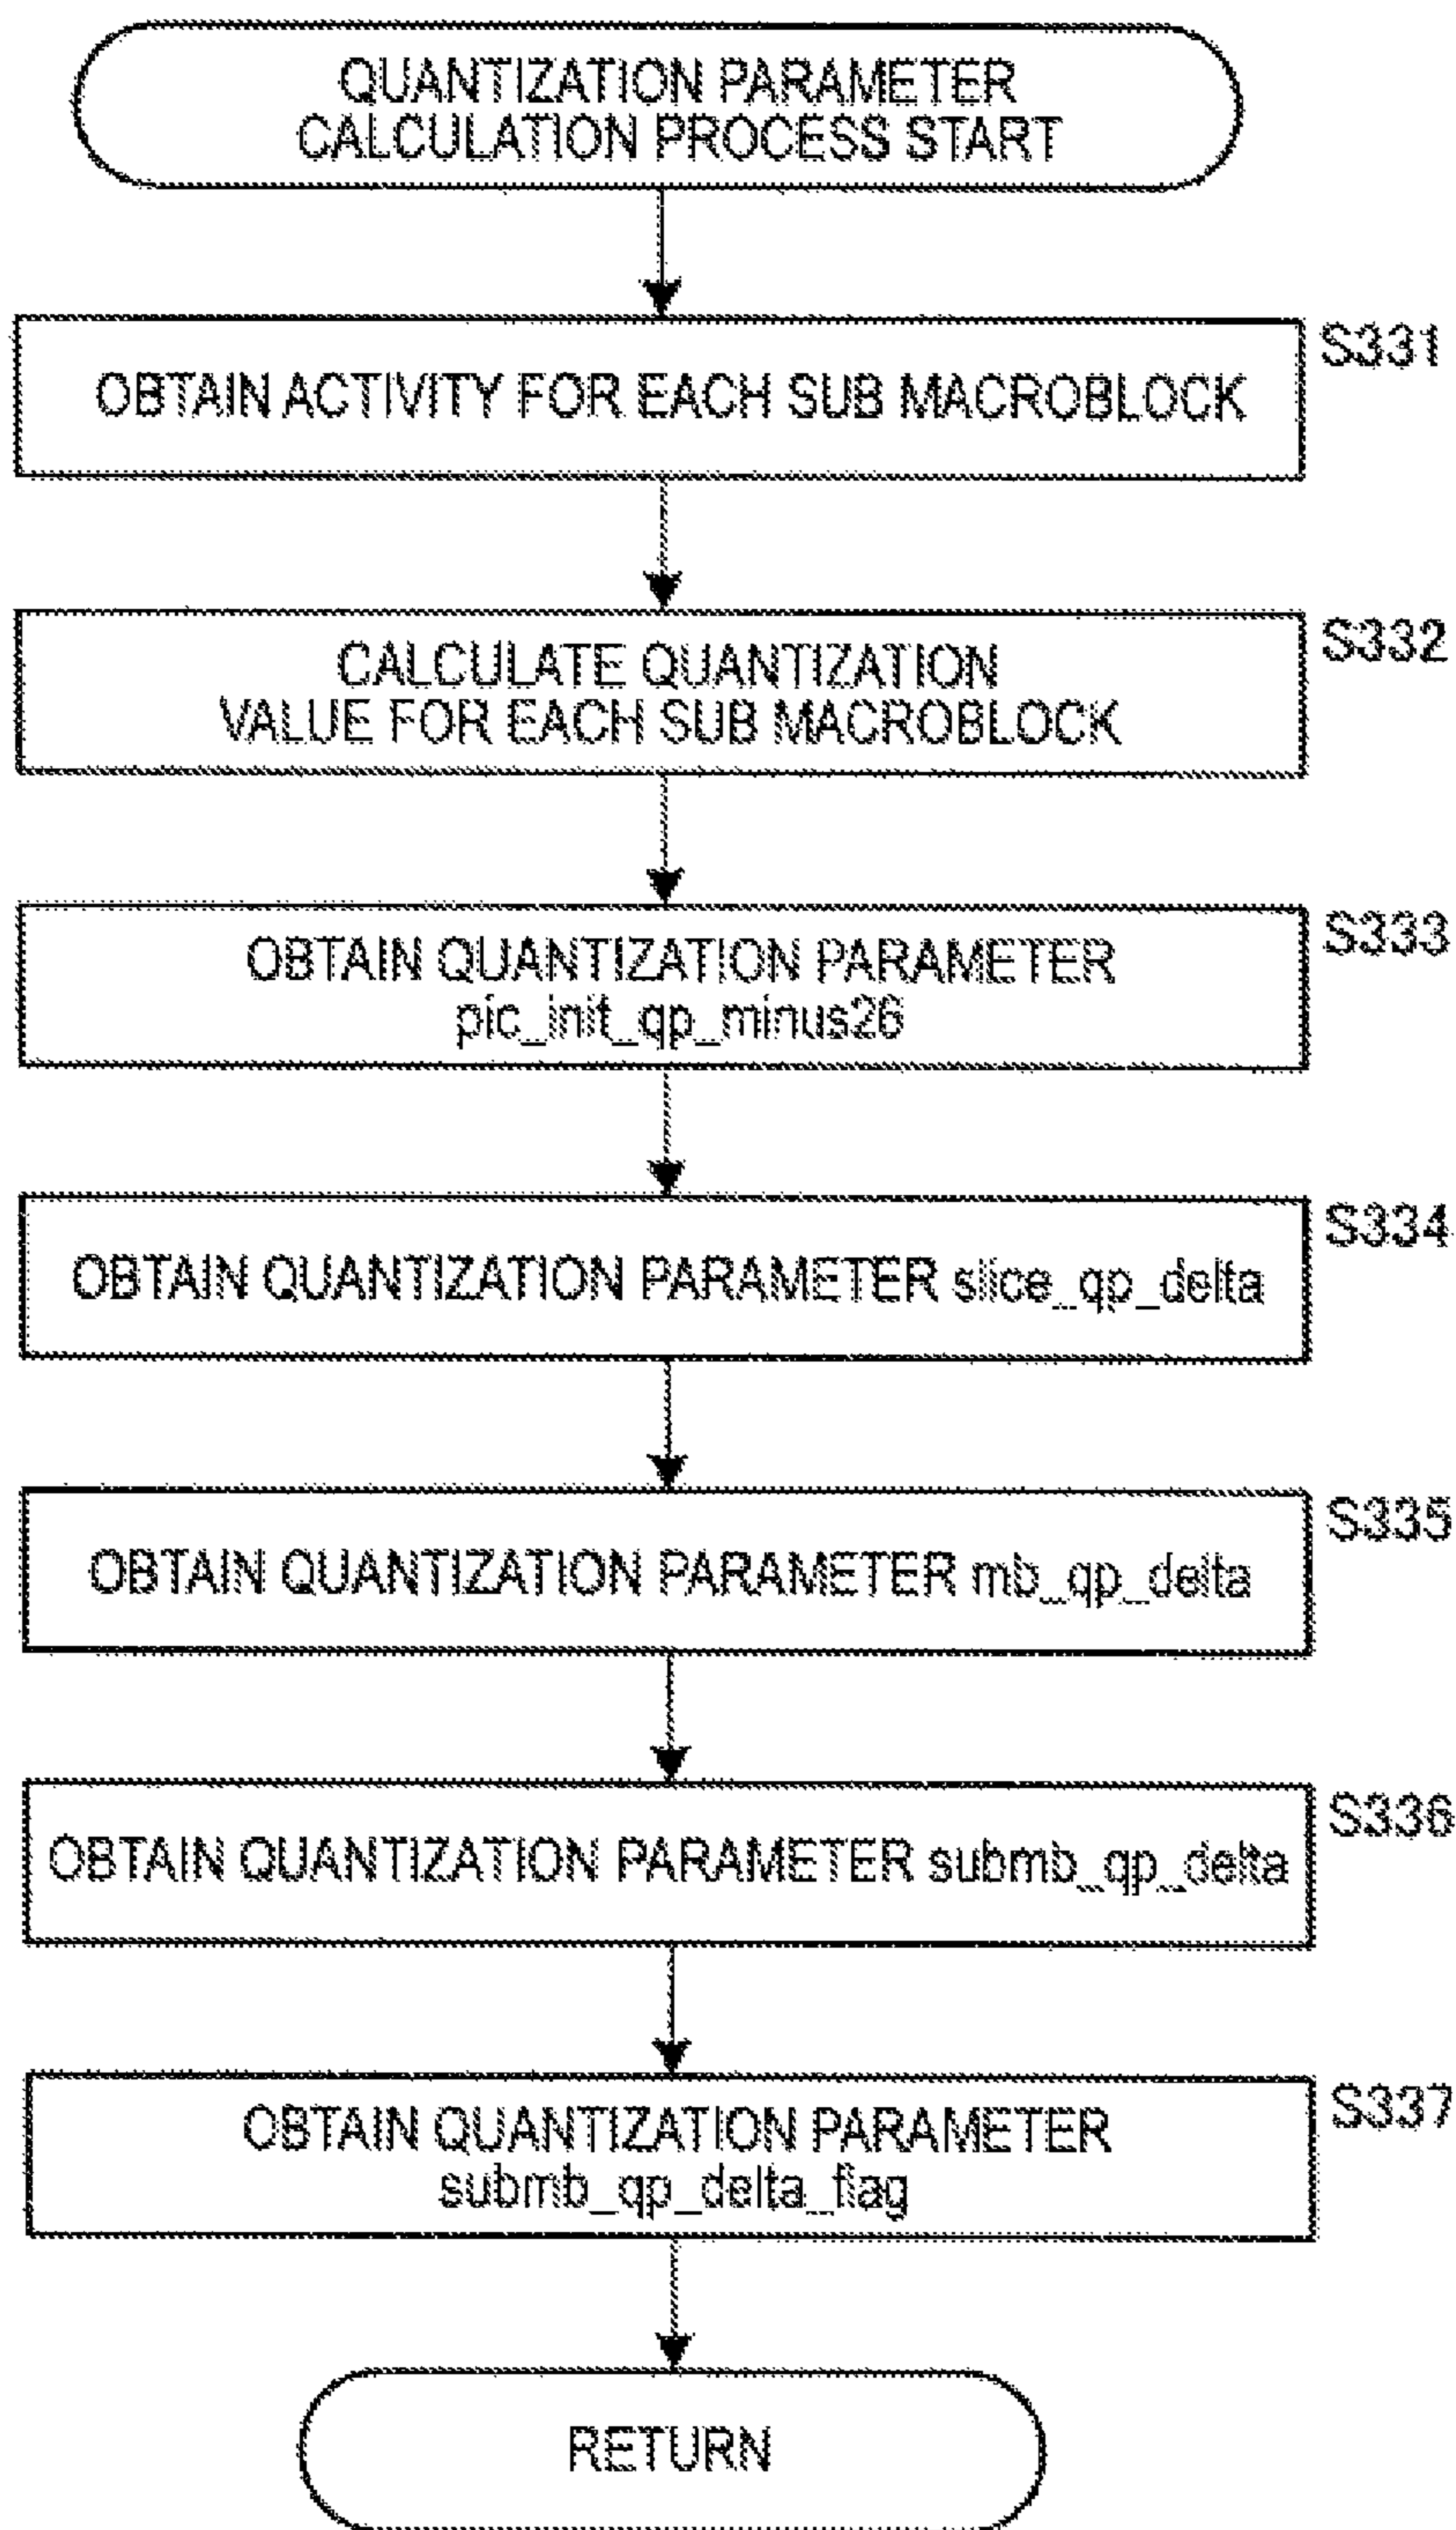 QUANTIZATION PARAMETER
CALCULATION PROCESS START
S331
OBTAIN ACTIVITY FOR EACH SUB MACROBLOCK
S332
CALCULATE QUANTIZATION
VALUE FOR EACH SUB MACROBLOCK
S333
OBTAIN QUANTIZATION PARAMETER
pic_init_qp_minus26
S334
OBTAIN QUANTIZATION PARAMETER slice_qp_delta
S335
OBTAIN QUANTIZATION PARAMETER mb_qp_delta
S336
OBTAIN QUANTIZATION PARAMETER submb_qp_delta
S337
OBTAIN QUANTIZATION PARAMETER
submb_qp_delta_flag
RETURN